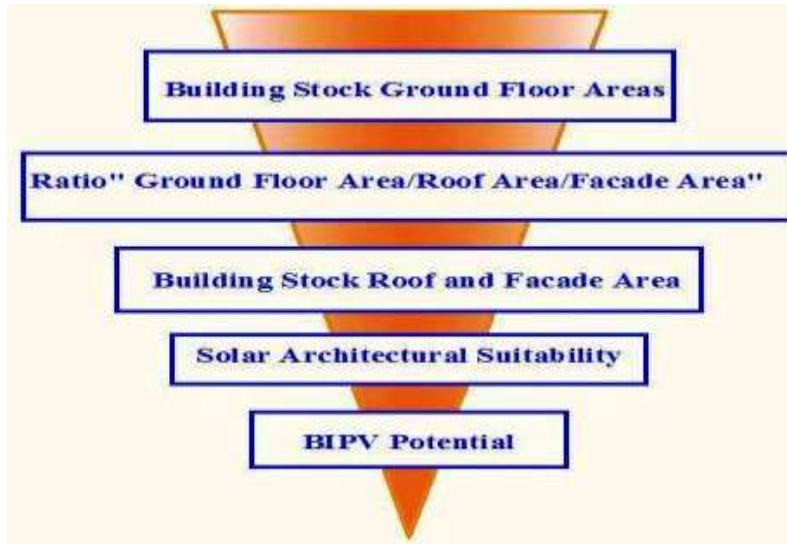 Building Stock Ground Floor Areas
Ratio" Ground Floor Area/Roof Area/Facade Area"
Building Stock Roof and Facade Area
Solar Architectural Suitability
BIPV Potential